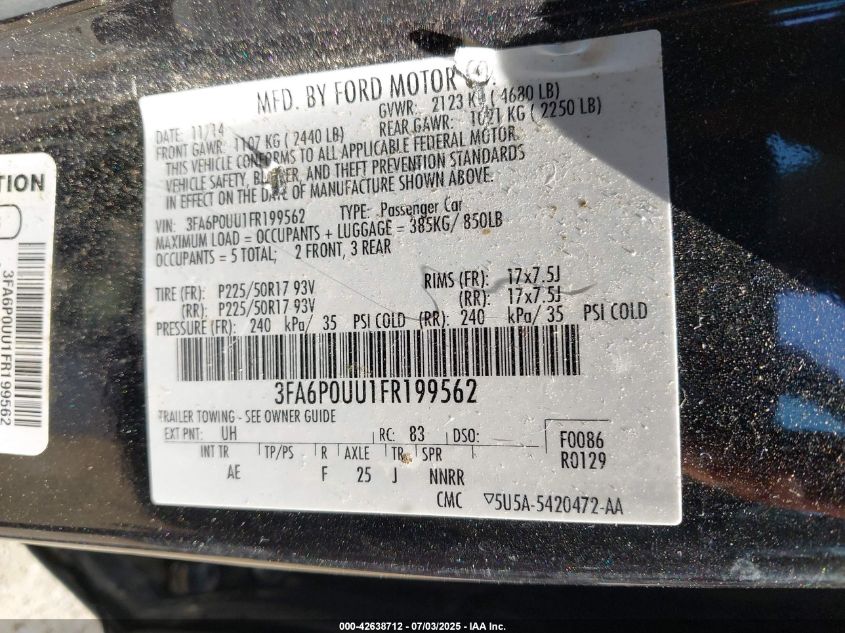 MFD. BY FORD MOTOR CO.
DATE: 11/14 GVWR: 2123 KG (4680 LB)
FRONT GAWR: 1107 KG (2440 LB) REAR GAWR: 1021 KG (2250 LB)
THIS VEHICLE CONFORMS TO ALL APPLICABLE FEDERAL MOTOR
VEHICLE SAFETY, BUMPER, AND THEFT PREVENTION STANDARDS
IN EFFECT ON THE DATE OF MANUFACTURE SHOWN ABOVE.
VIN: 3FA6P0UU1FR199562 TYPE: Passenger Car
MAXIMUM LOAD = OCCUPANTS + LUGGAGE = 385KG/ 850LB
OCCUPANTS = 5 TOTAL; 2 FRONT, 3 REAR
TIRE (FR): P225/50R17 93V RIMS (FR): 17x7.5J
(RR): P225/50R17 93V (RR): 17x7.5J
PRESSURE (FR): 240 kPa/ 35 PSI COLD (RR): 240 kPa/ 35 PSI COLD
3FA6P0UU1FR199562
TRAILER TOWING - SEE OWNER GUIDE
EXT PNT: UH RC: 83 DSO: F0086
INT TR TP/PS R AXLE TR SPR R0129
AE F 25 J NNRR
CMC ▽5U5A-5420472-AA
TION
3FA6P0UU1FR199562
000-42638712 - 07/03/2025 - IAA Inc.